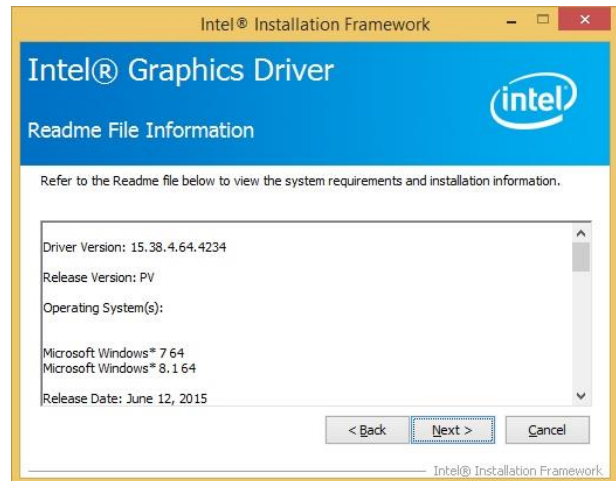 Intel® Installation Framework
Intel® Graphics Driver
intel
Readme File Information
Refer to the Readme file below to view the system requirements and installation information.
Driver Version: 15.38.4.64.4234
Release Version: PV
Operating System(s):
Microsoft Windows* 7 64
Microsoft Windows* 8.1 64
Release Date: June 12, 2015
< Back Next > Cancel
Intel® Installation Framework